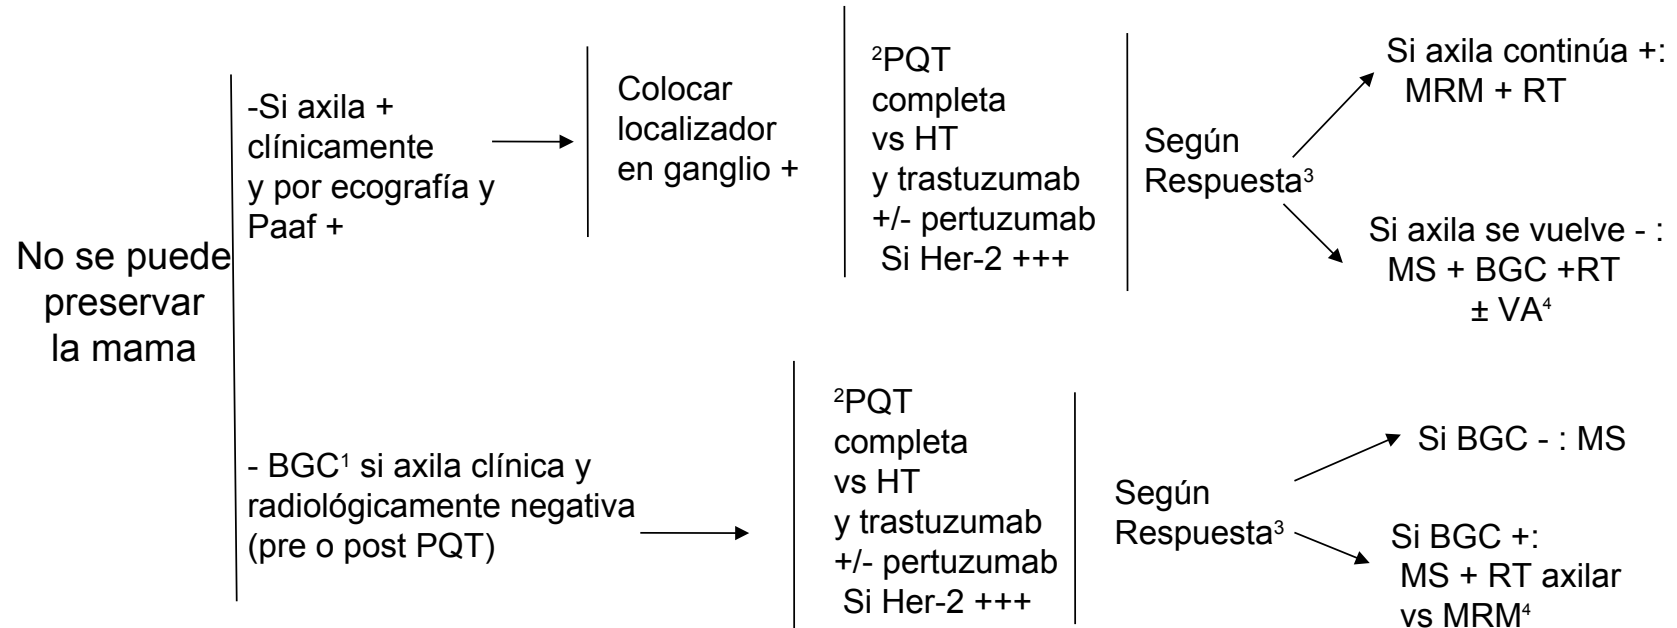 No se puede
preservar
la mama
-Si axila +
clínicamente
y por ecografía y
Paaf +
Colocar
localizador
en ganglio +
²PQT
completa
vs HT
y trastuzumab
+/- pertuzumab
Si Her-2 +++
Según
Respuesta³
Si axila continúa +:
MRM + RT
Si axila se vuelve - :
MS + BGC +RT
± VA⁴
- BGC¹ si axila clínica y
radiológicamente negativa
(pre o post PQT)
²PQT
completa
vs HT
y trastuzumab
+/- pertuzumab
Si Her-2 +++
Según
Respuesta³
Si BGC - : MS
Si BGC +:
MS + RT axilar
vs MRM⁴